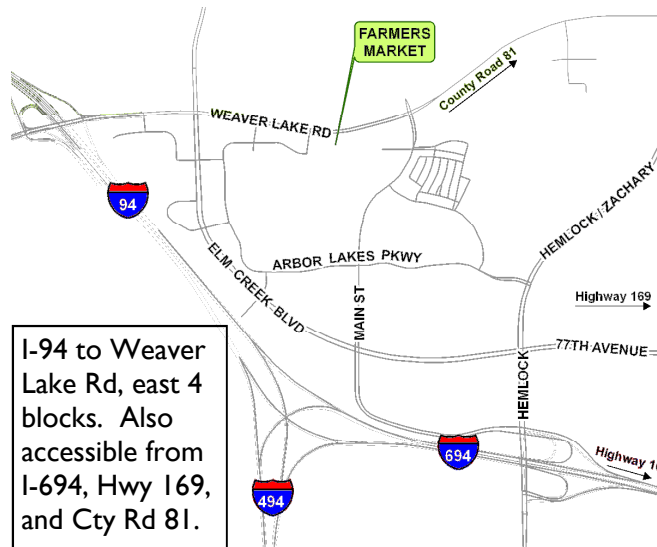 FARMERS
MARKET
County Road 81
WEAVER LAKE RD
94
HEMLOCK / ZACHARY
ELM CREEK BLVD
ARBOR LAKES PKWY
MAIN ST
Highway 169
77TH AVENUE
HEMLOCK
I-94 to Weaver
Lake Rd, east 4
blocks. Also
accessible from
I-694, Hwy 169,
and Cty Rd 81.
694
494
Highway 16